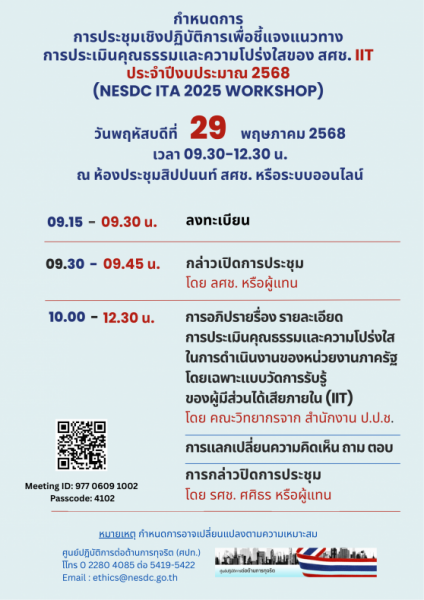 กำหนดการ
การประชุมเชิงปฏิบัติการเพื่อชี้แจงแนวทาง
การประเมินคุณธรรมและความโปร่งใสของ สศช. IIT
ประจำปีงบประมาณ 2568
(NESDC ITA 2025 WORKSHOP)
วันพฤหัสบดีที่ 29 พฤษภาคม 2568
เวลา 09.30-12.30 น.
ณ ห้องประชุมสิปปนนท์ สศช. หรือระบบออนไลน์
09.15 - 09.30 น. ลงทะเบียน
09.30 - 09.45 น. กล่าวเปิดการประชุม
โดย ลศช. หรือผู้แทน
10.00 - 12.30 น. การอภิปรายรื่อง รายละเอียด
การประเมินคุณธรรมและความโปร่งใส
ในการดำเนินงานของหน่วยงานภาครัฐ
โดยเฉพาะแบบวัดการรับรู้
ของผู้มีส่วนได้เสียภายใน (IIT)
โดย คณะวิทยากรจาก สำนักงาน ป.ป.ช.
การแลกเปลี่ยนความคิดเห็น ถาม ตอบ
การกล่าวปิดการประชุม
โดย รศช. ศศิธร หรือผู้แทน
Meeting ID: 977 0609 1002
Passcode: 4102
หมายเหตุ กำหนดการอาจเปลี่ยนแปลงตามความเหมาะสม
ศูนย์ปฏิบัติการต่อต้านการทุจริต (ศปท.)
โโทร 0 2280 4085 ต่อ 5419-5422
Email : ethics@nesdc.go.th